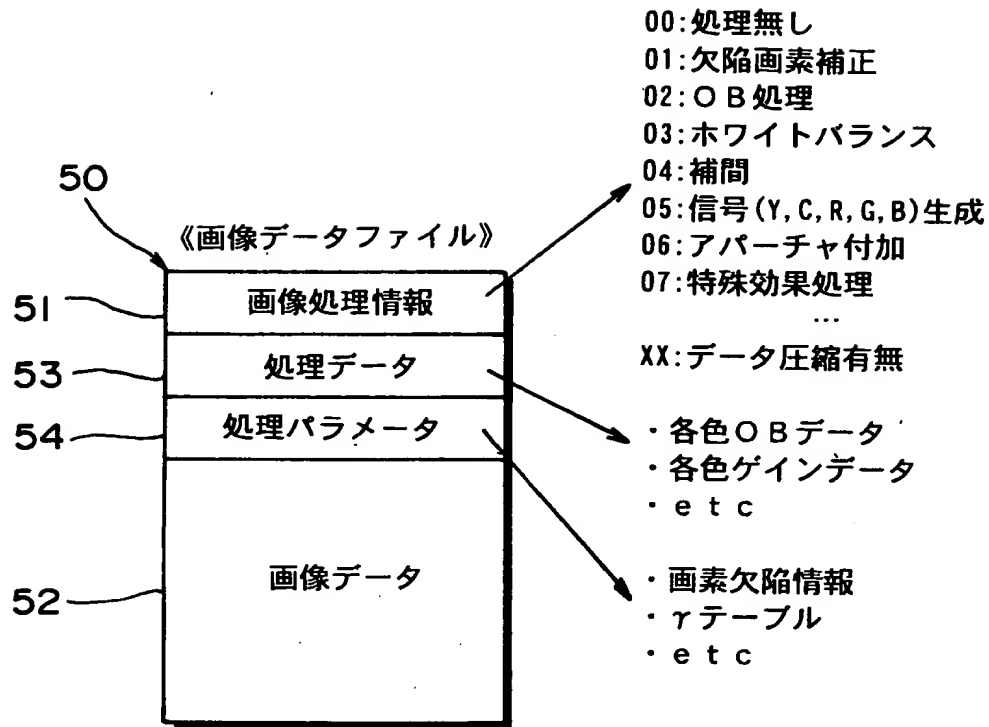 00:処理無し
01:欠陥画素補正
02:ＯＢ処理
03:ホワイトバランス
04:補間
05:信号(Y,C,R,G,B)生成
06:アパーチャ付加
07:特殊効果処理
…
XX:データ圧縮有無
50
《画像データファイル》
51
画像処理情報
53
処理データ
54
処理パラメータ
・各色ＯＢデータ
・各色ゲインデータ
・ｅｔｃ
52
画像データ
・画素欠陥情報
・γテーブル
・ｅｔｃ